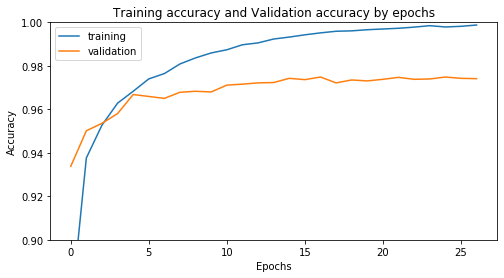 Training accuracy and Validation accuracy by epochs
training
validation
Accuracy
1.00
0.98
0.96
0.94
0.92
0.90
0
5
10
15
20
25
Epochs